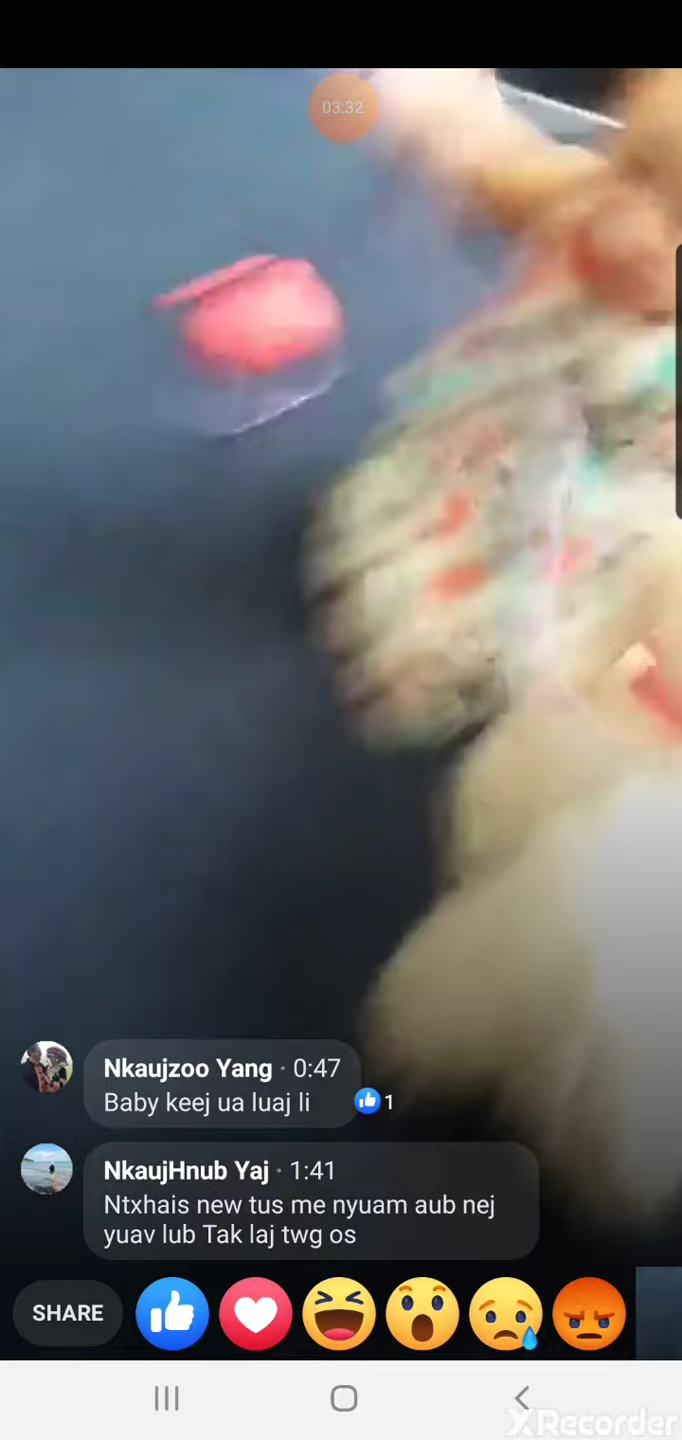 03:32
Nkaujzoo Yang · 0:47
Baby keej ua luaj li
1
NkaujHnub Yaj · 1:41
Ntxhais new tus me nyuam aub nej
yuav lub Tak laj twg os
SHARE
XRecorder